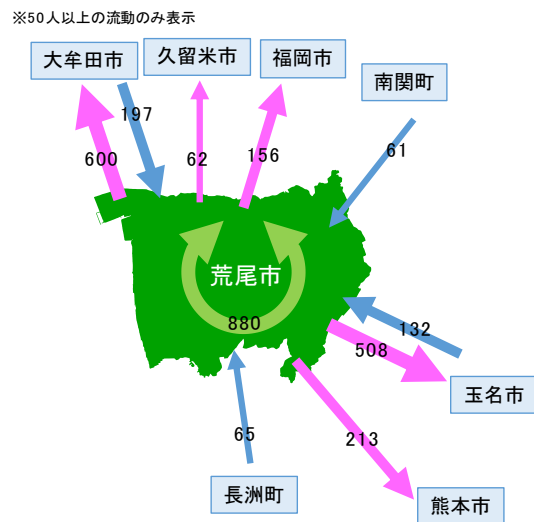 ※50人以上の流動のみ表示
大牟田市
久留米市
福岡市
南関町
197
600
62
156
61
荒尾市
880
132
508
玉名市
65
213
長洲町
熊本市